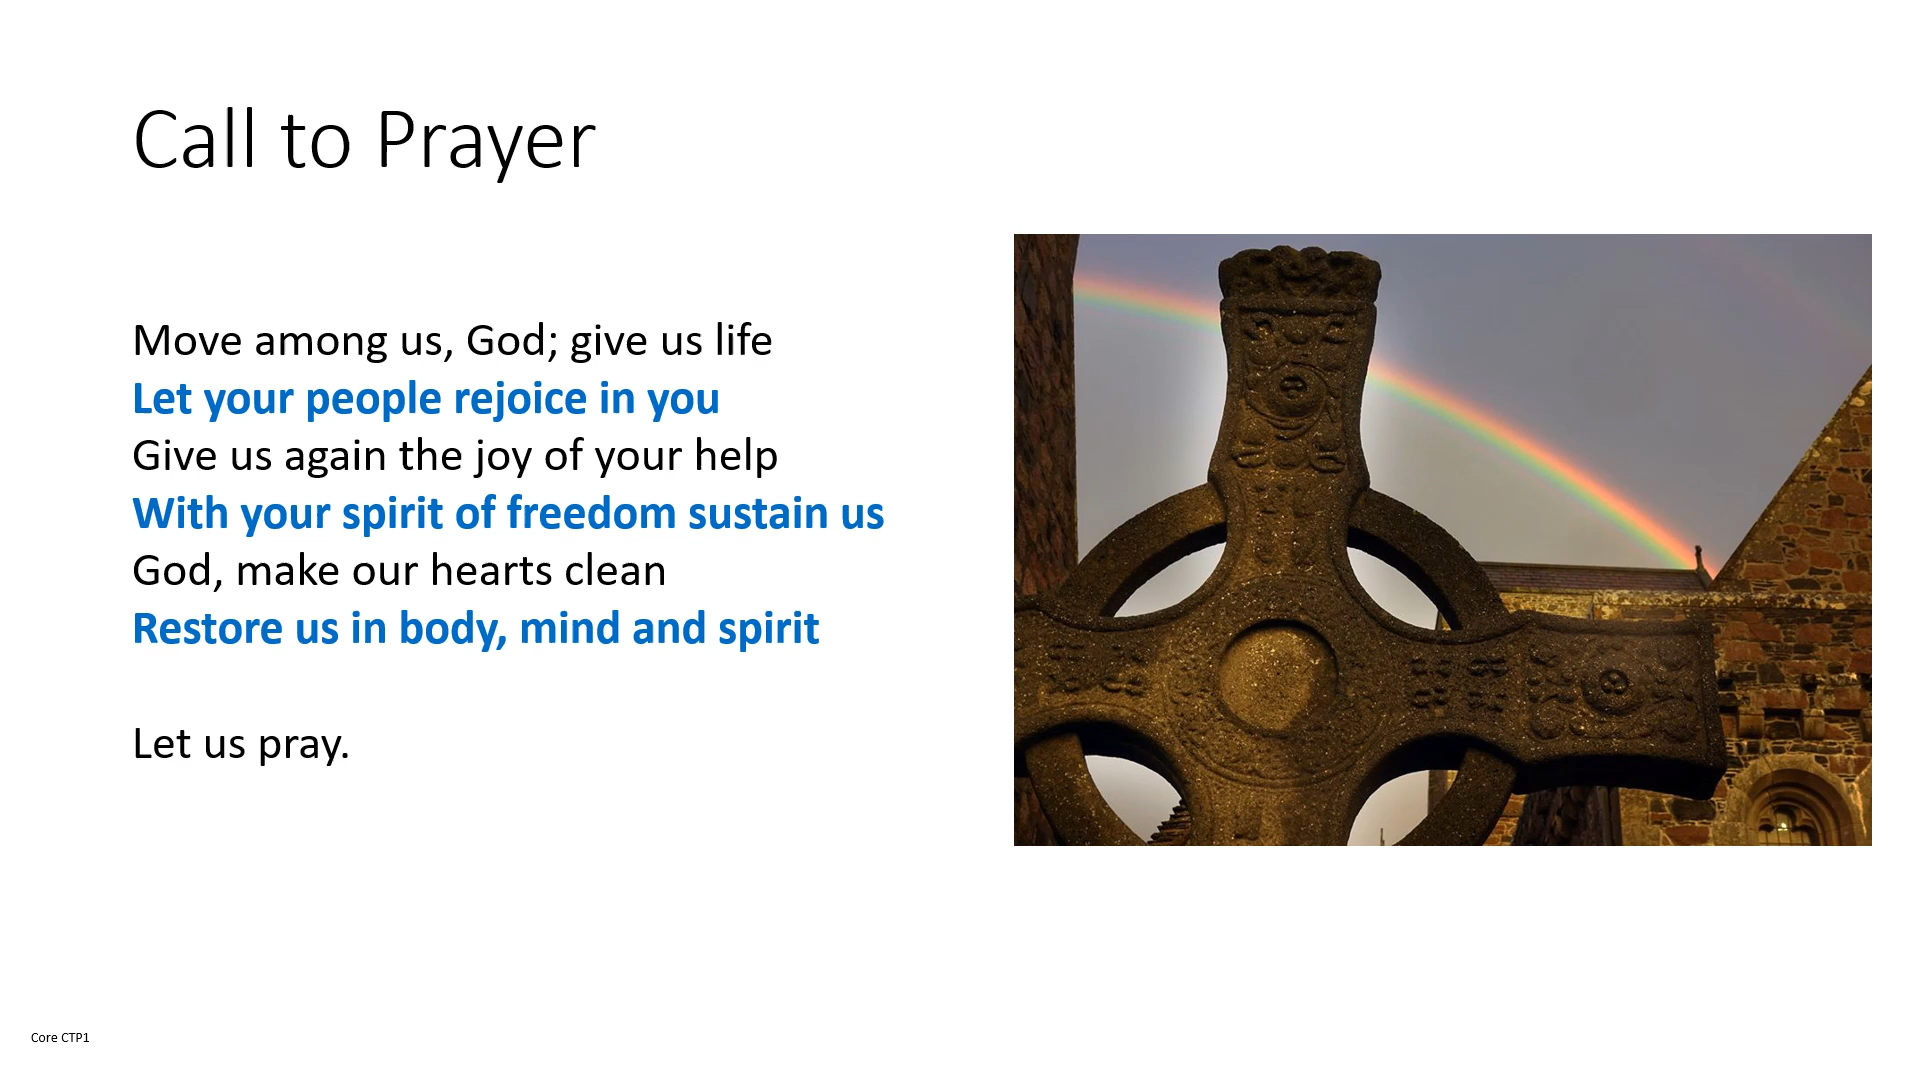 Call to Prayer
Move among us, God; give us life
Let your people rejoice in you
Give us again the joy of your help
With your spirit of freedom sustain us
God, make our hearts clean
Restore us in body, mind and spirit
Let us pray.
Core CTP1